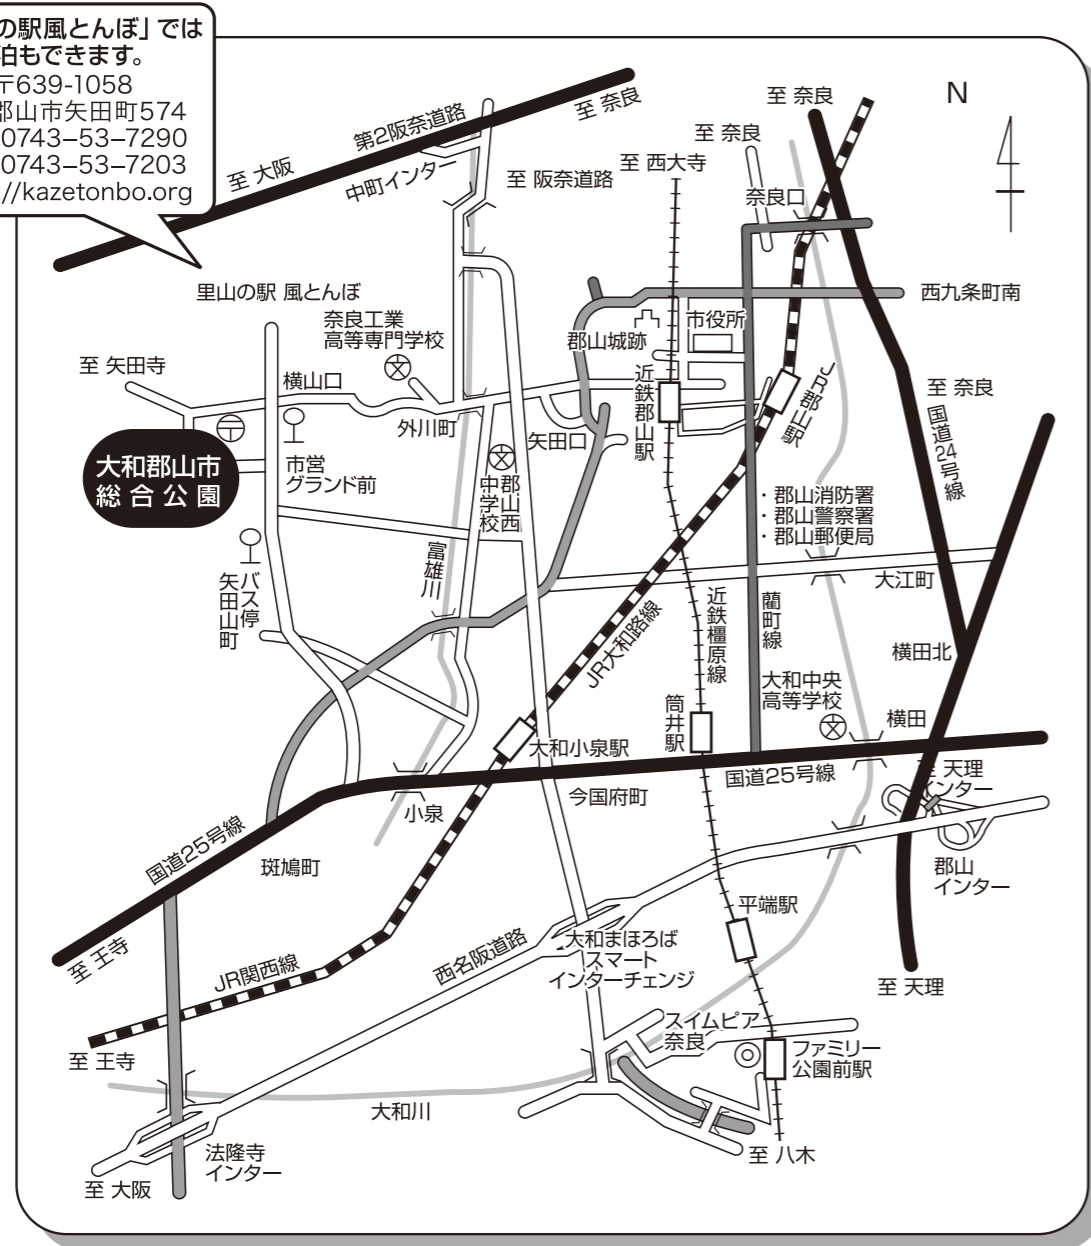 の駅風とんぼ」では
泊もできます。
〒639-1058
郡山市矢田町574
0743–53–7290
0743–53–7203
://kazetonbo.org
N
至 奈良
至 奈良
至 奈良
第2阪奈道路
至 大阪
中町インター
至 阪奈道路
至 西大寺
奈良口
里山の駅 風とんぼ
奈良工業
高等専門学校
西九条町南
市役所
郡山城跡
至 矢田寺
横山口
近鉄郡山駅
JR郡山駅
至 奈良
国道24号線
外川町
矢田口
大和郡山市
総合公園
市営
グランド前
郡山西
中学校
・郡山消防署
・郡山警察署
・郡山郵便局
バス停
矢田山町
富雄川
大江町
近鉄橿原線
藺町線
JR大和路線
横田北
大和中央
高等学校
筒井駅
横田
大和小泉駅
国道25号線
至 天理
インター
今国府町
小泉
国道25号線
斑鳩町
郡山
インター
平端駅
至 王寺
西名阪道路
大和まほろば
スマート
インターチェンジ
JR関西線
至 天理
スイムピア
奈良
ファミリー
公園前駅
至 王寺
大和川
法隆寺
インター
至 八木
至 大阪